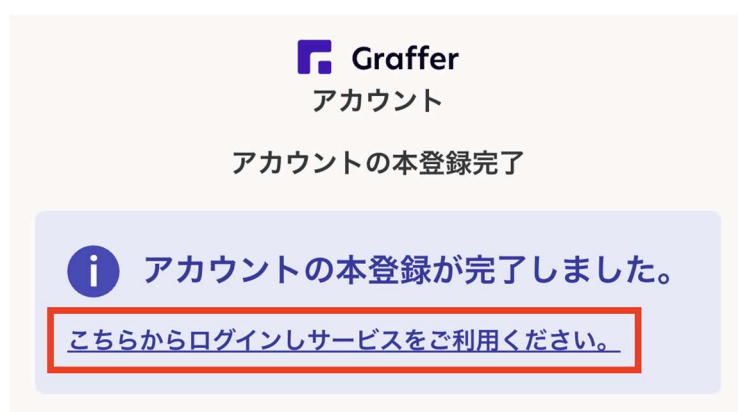 Graffer
アカウント
アカウントの本登録完了
アカウントの本登録が完了しました。
こちらからログインしサービスをご利用ください。